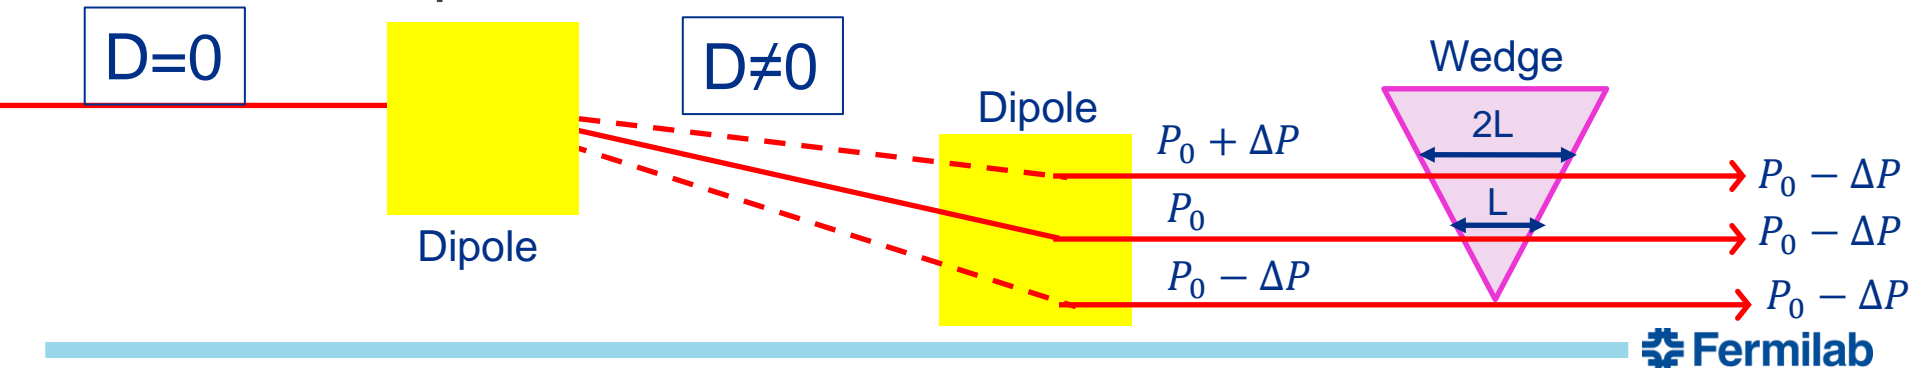 D=0
D≠0
Wedge
Dipole
2L
P₀ + ΔP
P₀ − ΔP
L
P₀
P₀ − ΔP
Dipole
P₀ − ΔP
P₀ − ΔP
Fermilab